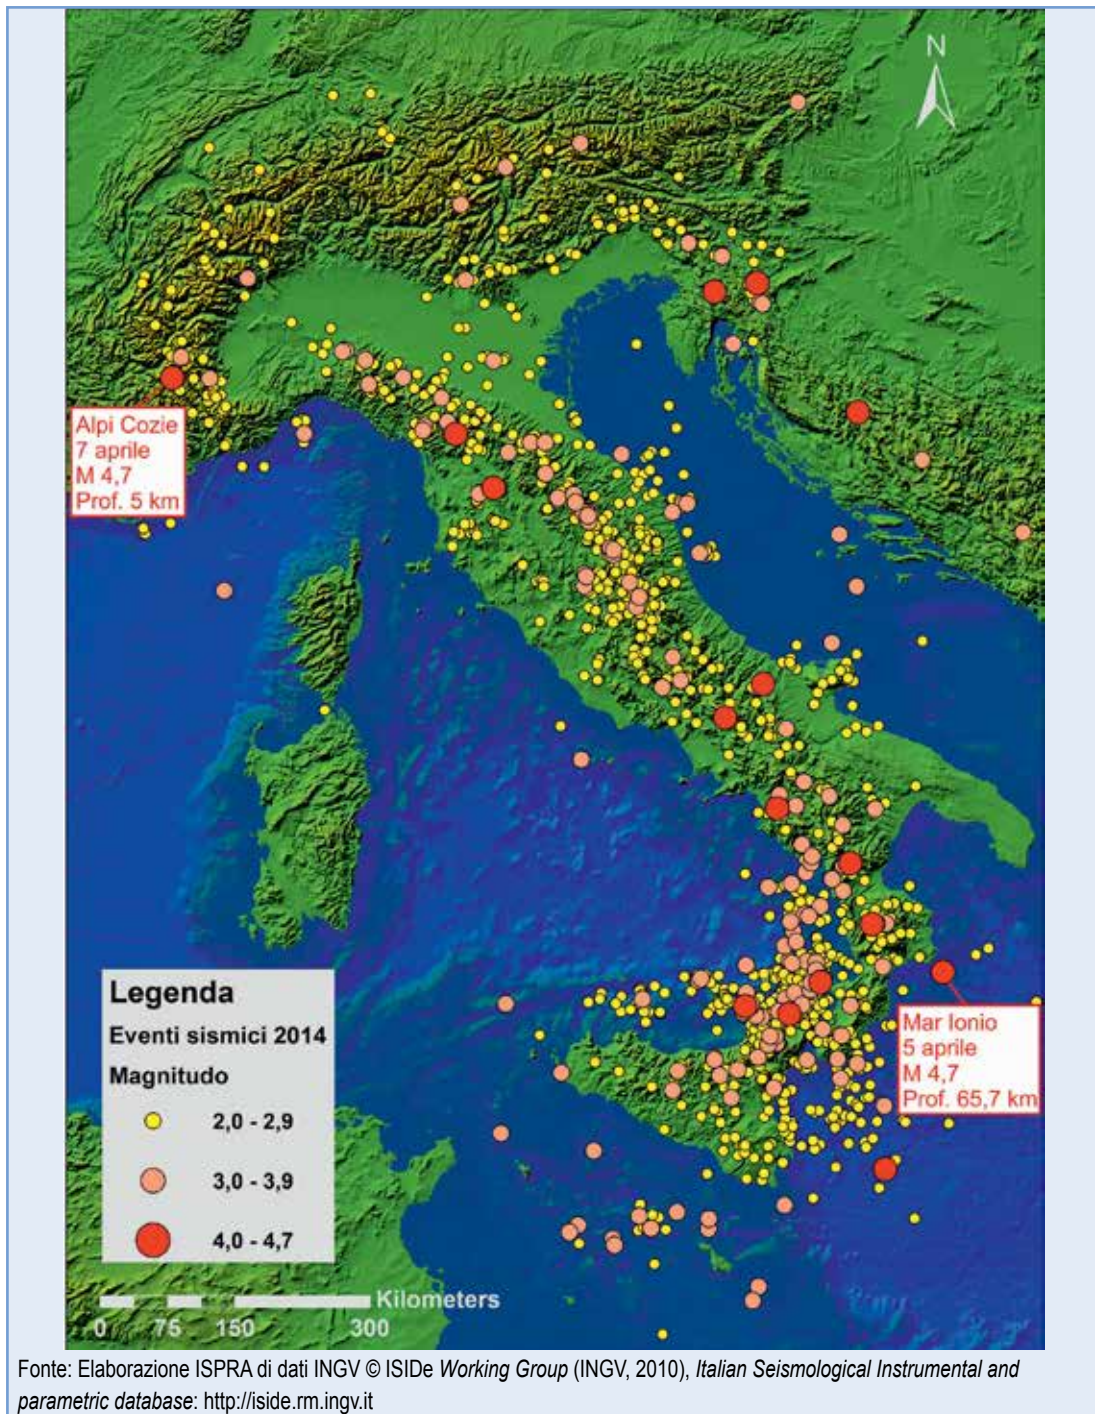 N
Alpi Cozie
7 aprile
M 4,7
Prof. 5 km
Mar Ionio
5 aprile
M 4,7
Prof. 65,7 km
Legenda
Eventi sismici 2014
Magnitudo
2,0 - 2,9
3,0 - 3,9
4,0 - 4,7
Kilometers
0 75 150 300
Fonte: Elaborazione ISPRA di dati INGV © ISIDe Working Group (INGV, 2010), Italian Seismological Instrumental and
parametric database: http://iside.rm.ingv.it